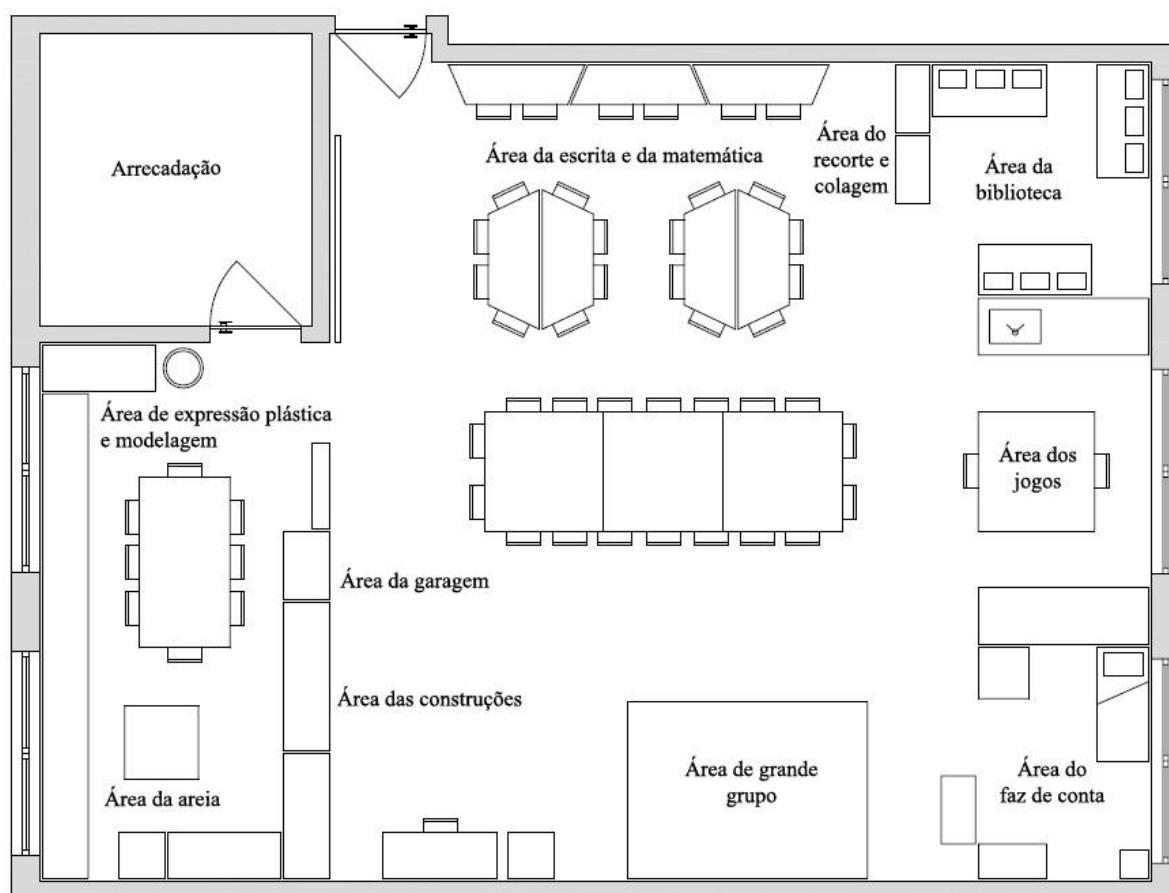 Arrecadação
Área da escrita e da matemática
Área do
recorte e
colagem
Área da
biblioteca
Área de expressão plástica
e modelagem
Área dos
jogos
Área da garagem
Área das construções
Área da areia
Área de grande
grupo
Área do
faz de conta